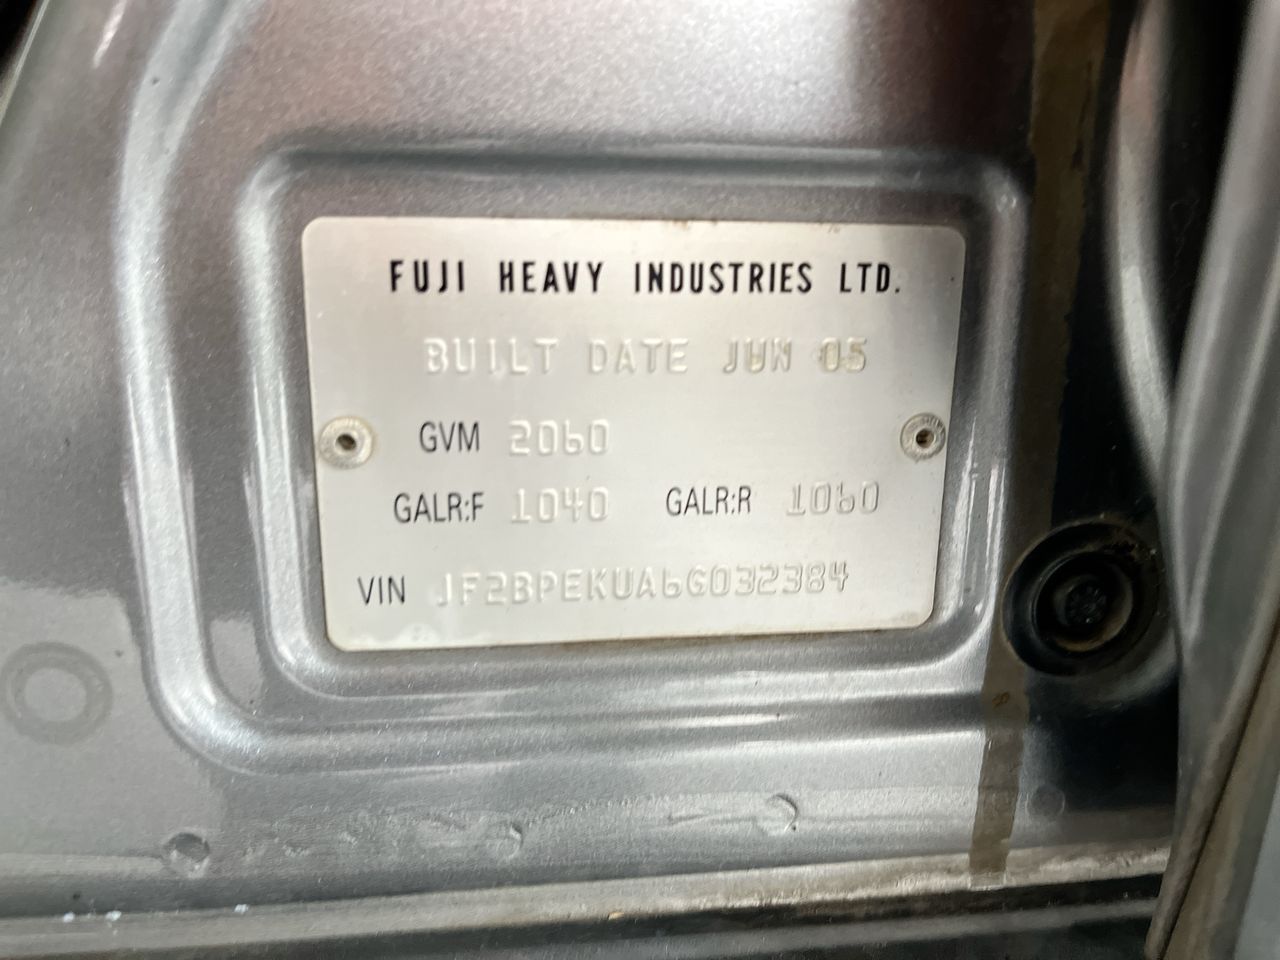 FUJI HEAVY INDUSTRIES LTD.
BUILT DATE JUN 05
GVM 2060
GALR:F 1040 GALR:R 1060
VIN JF2BPEKUA6G032384